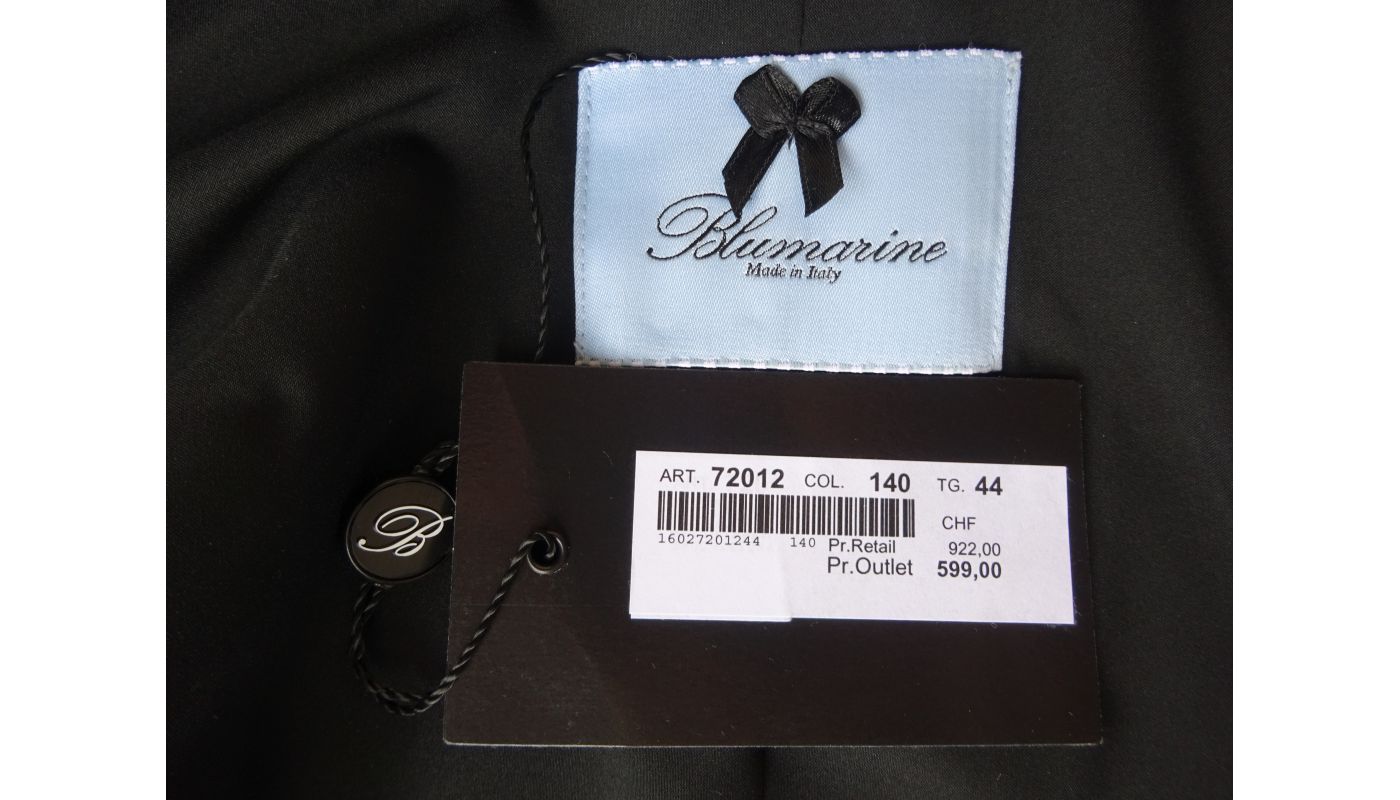 Blumarine
Made in Italy
B
ART. 72012 COL. 140 TG. 44
CHF
16027201244 140 Pr.Retail 922,00
Pr.Outlet 599,00